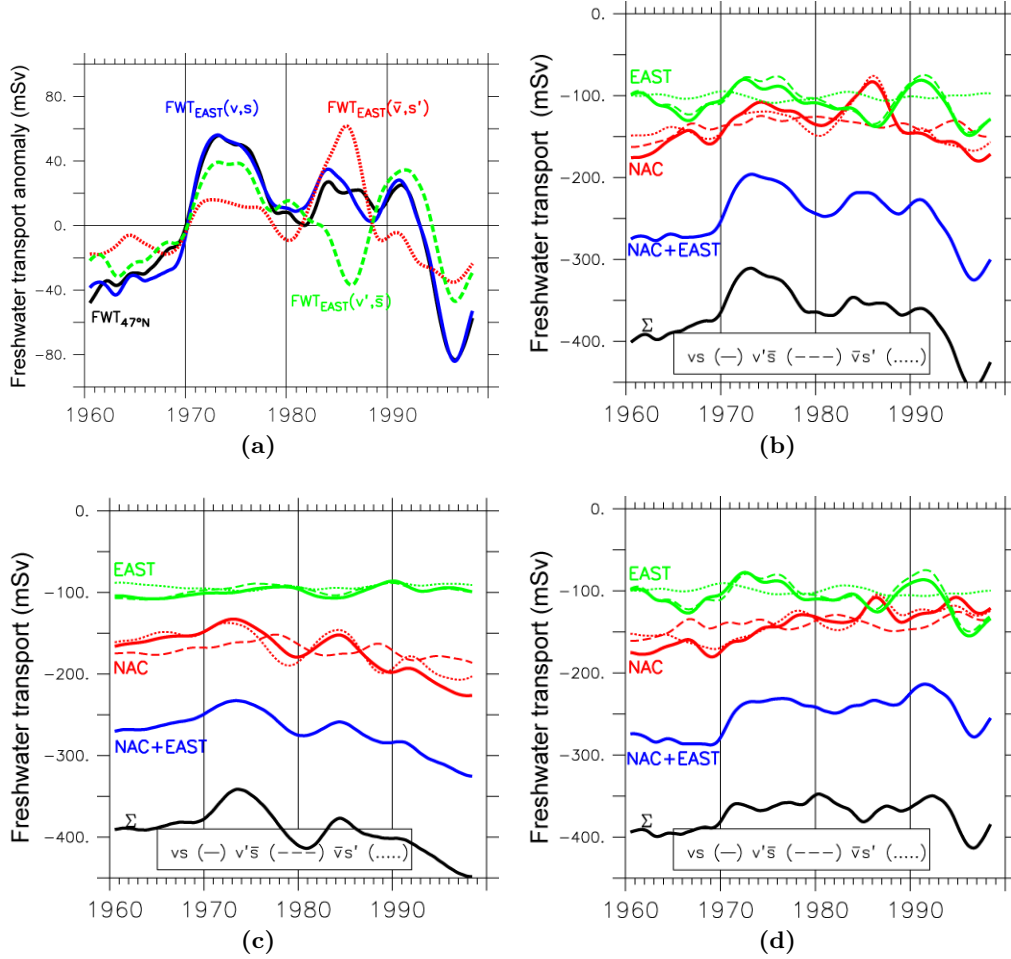 Freshwater transport anomaly (mSv)
80.
40.
0.
-40.
-80.
FWT_EAST(v,s)
FWT_EAST(v̄,s')
FWT_EAST(v',s̄)
FWT_47°N
1960 1970 1980 1990
(a)
Freshwater transport (mSv)
0.
-100.
-200.
-300.
-400.
EAST
NAC
NAC+EAST
Σ
vs (—) v's̄ (---) v̄s' (.....)
1960 1970 1980 1990
(b)
Freshwater transport (mSv)
0.
-100.
-200.
-300.
-400.
EAST
NAC
NAC+EAST
Σ
vs (—) v's̄ (---) v̄s' (.....)
1960 1970 1980 1990
(c)
Freshwater transport (mSv)
0.
-100.
-200.
-300.
-400.
EAST
NAC
NAC+EAST
Σ
vs (—) v's̄ (---) v̄s' (.....)
1960 1970 1980 1990
(d)